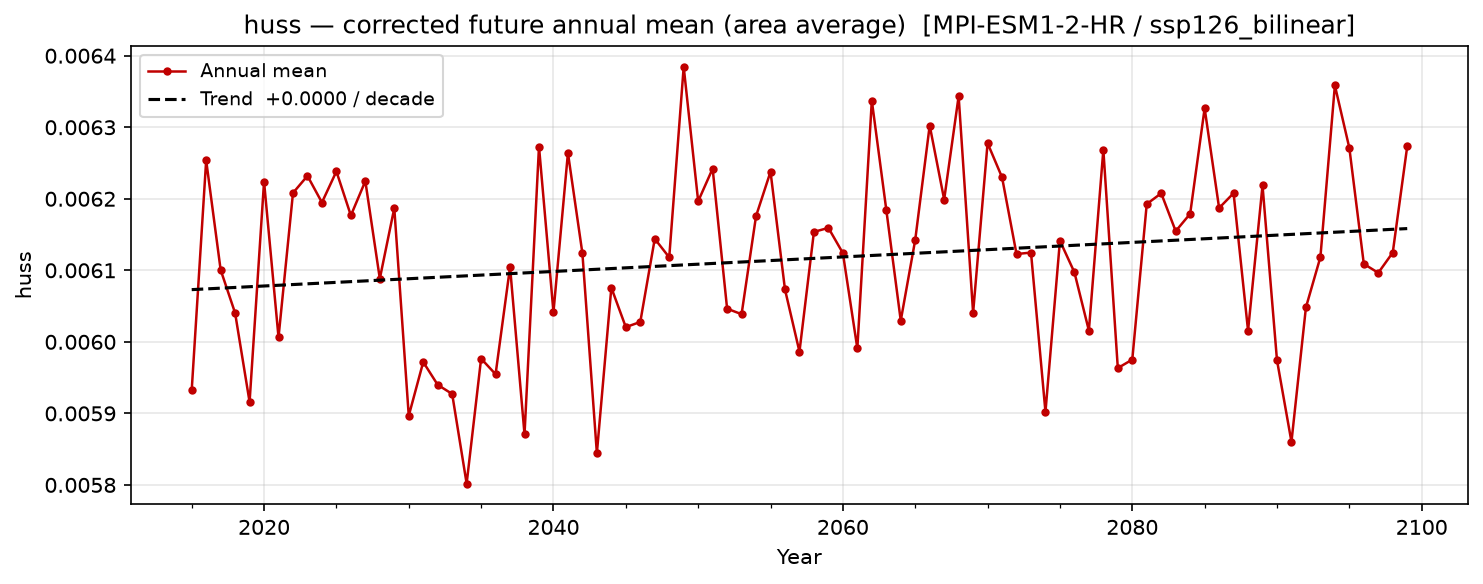 huss — corrected future annual mean (area average)  [MPI-ESM1-2-HR / ssp126_bilinear]
Annual mean
Trend  +0.0000 / decade
0.0064
0.0063
0.0062
0.0061
0.0060
0.0059
0.0058
huss
2020
2040
2060
2080
2100
Year